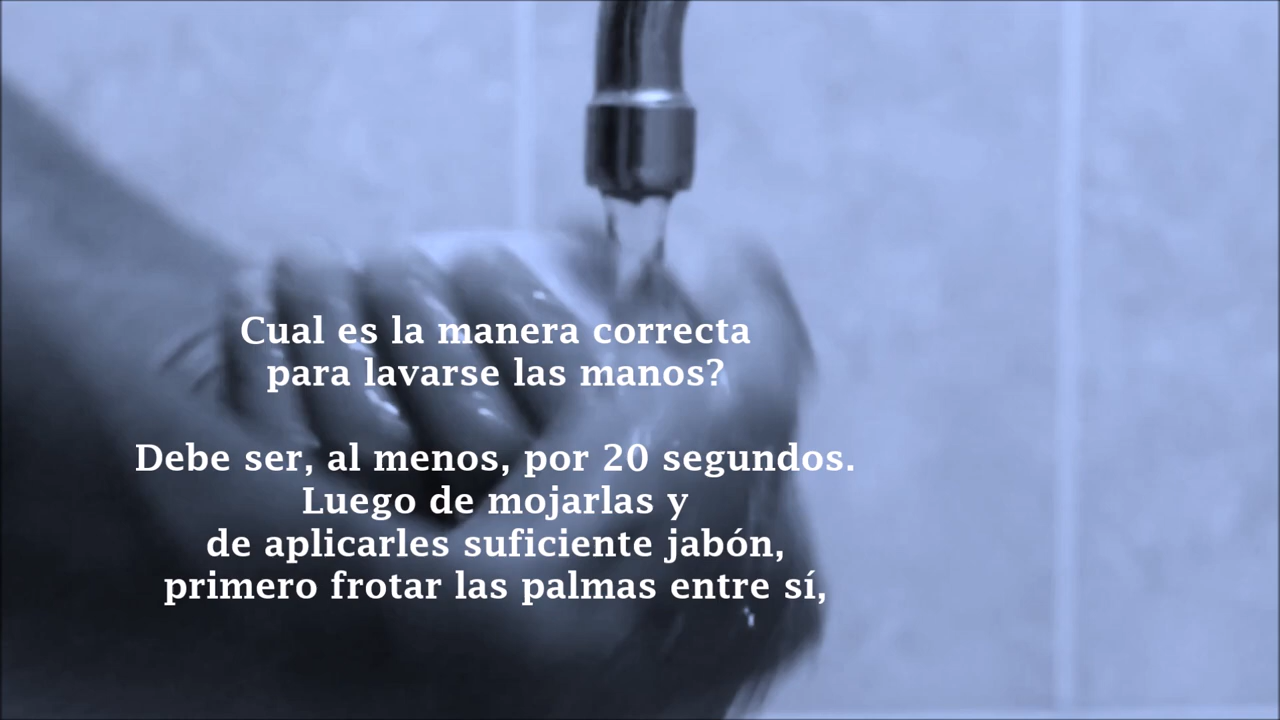 Cual es la manera correcta
para lavarse las manos?
Debe ser, al menos, por 20 segundos.
Luego de mojarlas y
de aplicarles suficiente jabón,
primero frotar las palmas entre sí,